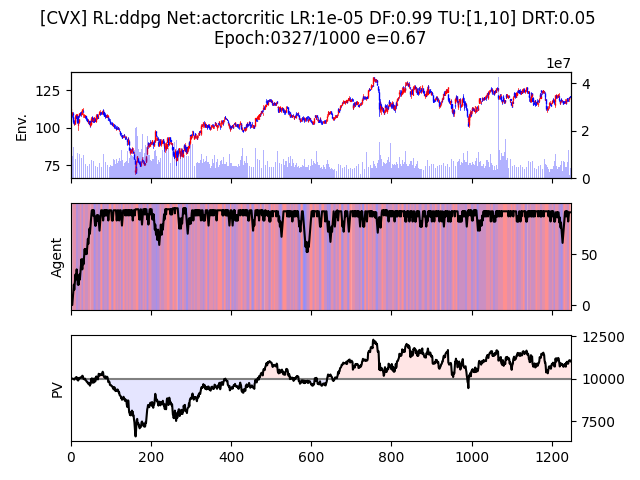 [CVX] RL:ddpg Net:actorcritic LR:1e-05 DF:0.99 TU:[1,10] DRT:0.05
Epoch:0327/1000 e=0.67
1e7
125
100
75
Env.
4
2
0
Agent
50
0
PV
12500
10000
7500
0 200 400 600 800 1000 1200